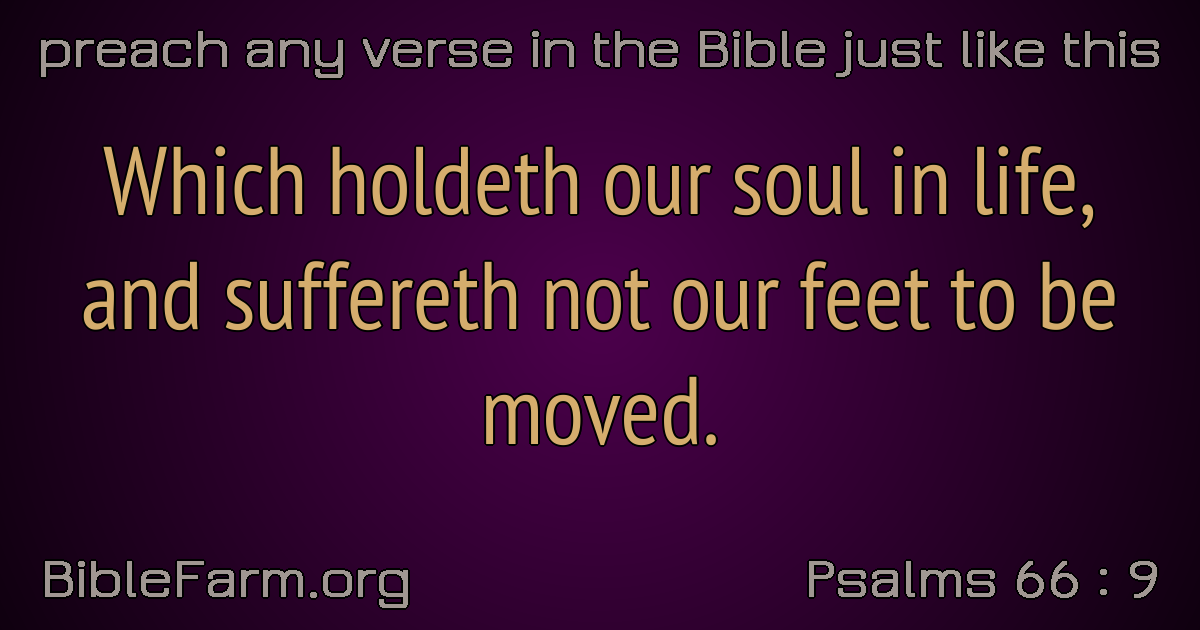 preach any verse in the Bible just like this
Which holdeth our soul in life,
and suffereth not our feet to be
moved.
BibleFarm.org
Psalms 66 : 9